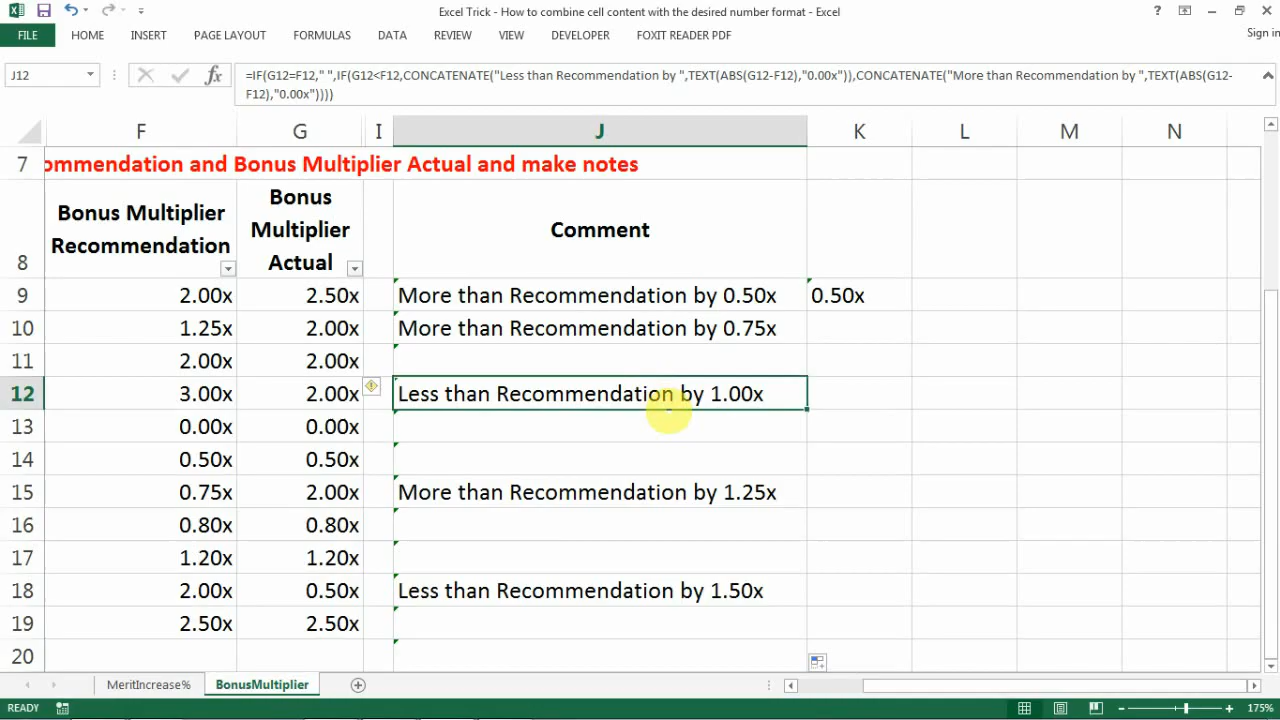 Excel Trick - How to combine cell content with the desired number format - Excel
?
Sign in
FILE HOME INSERT PAGE LAYOUT FORMULAS DATA REVIEW VIEW DEVELOPER FOXIT READER PDF
J12 fx =IF(G12=F12," ",IF(G12<F12,CONCATENATE("Less than Recommendation by ",TEXT(ABS(G12-F12),"0.00x")),CONCATENATE("More than Recommendation by ",TEXT(ABS(G12-
F12),"0.00x"))))
F G I J K L M N
7 ommendation and Bonus Multiplier Actual and make notes
8 Bonus Multiplier
Recommendation
Bonus
Multiplier
Actual
Comment
9 2.00x 2.50x More than Recommendation by 0.50x 0.50x
10 1.25x 2.00x More than Recommendation by 0.75x
11 2.00x 2.00x
12 3.00x 2.00x Less than Recommendation by 1.00x
13 0.00x 0.00x
14 0.50x 0.50x
15 0.75x 2.00x More than Recommendation by 1.25x
16 0.80x 0.80x
17 1.20x 1.20x
18 2.00x 0.50x Less than Recommendation by 1.50x
19 2.50x 2.50x
20
MeritIncrease% BonusMultiplier
READY 175%